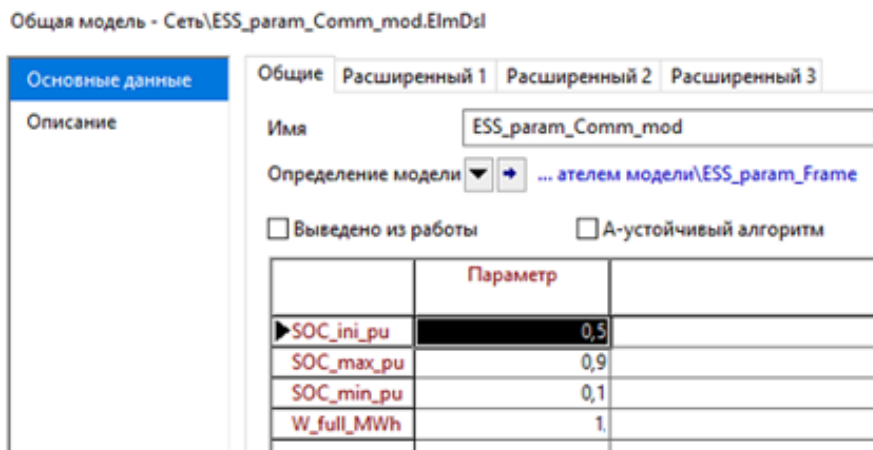 Общая модель - Сеть\ESS_param_Comm_mod.ElmDsl
Основные данные
Описание
Общие Расширенный 1 Расширенный 2 Расширенный 3
Имя ESS_param_Comm_mod
Определение модели ... ателем модели\ESS_param_Frame
Выведено из работы А-устойчивый алгоритм
Параметр
SOC_ini_pu 0,5
SOC_max_pu 0,9
SOC_min_pu 0,1
W_full_MWh 1,